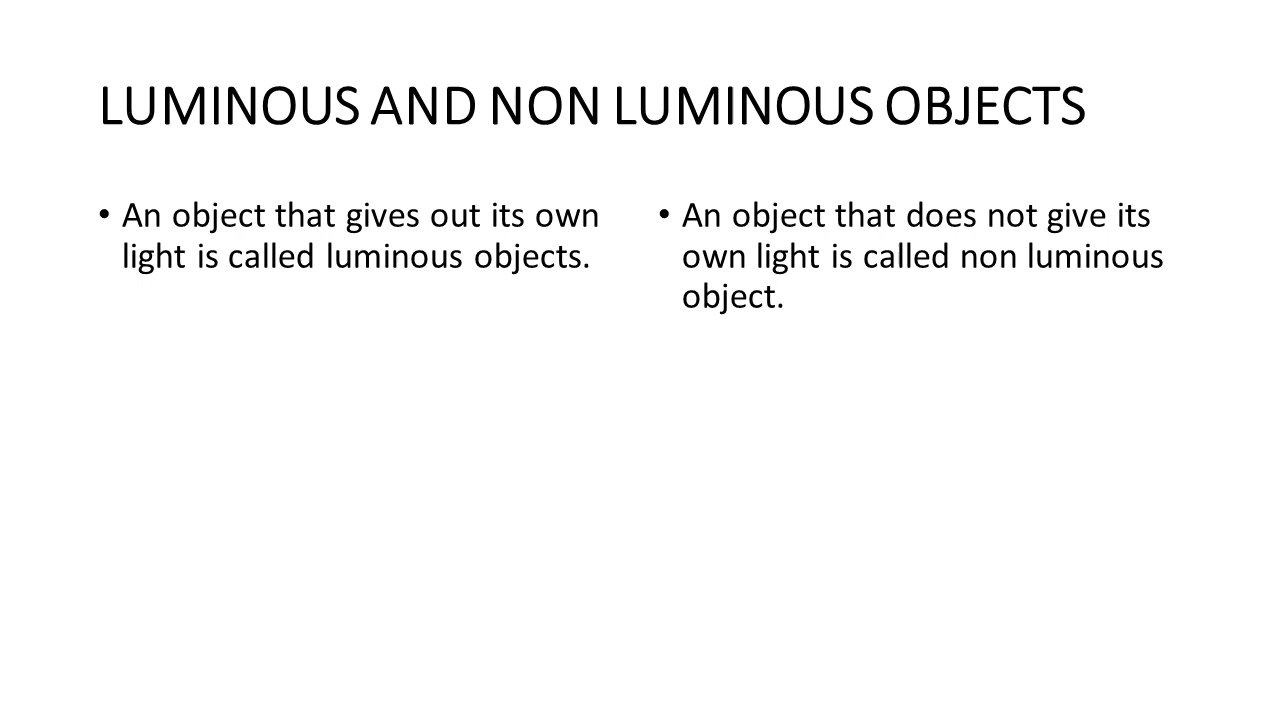 LUMINOUS AND NON LUMINOUS OBJECTS
• An object that gives out its own
light is called luminous objects.
• An object that does not give its
own light is called non luminous
object.